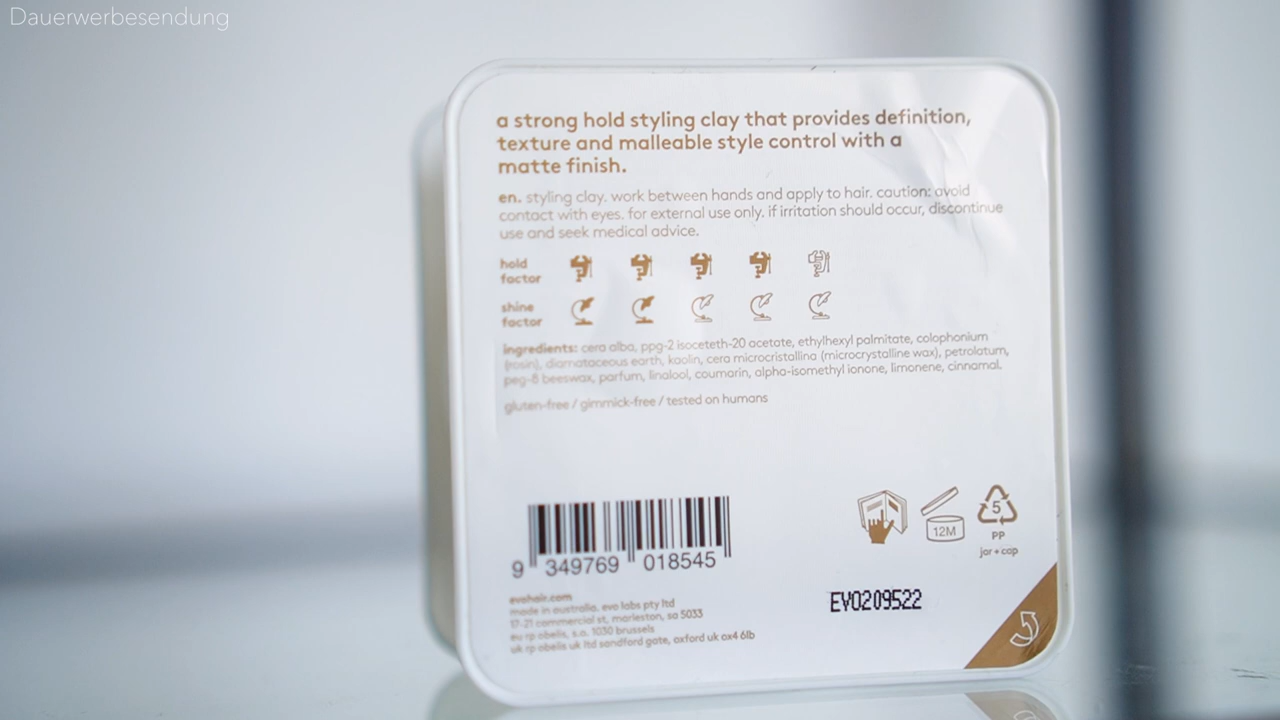 Dauerwerbesendung
a strong hold styling clay that provides definition,
texture and malleable style control with a
matte finish.
en. styling clay. work between hands and apply to hair. caution: avoid
contact with eyes. for external use only. if irritation should occur, discontinue
use and seek medical advice.
hold
factor
shine
factor
ingredients: cera alba, ppg-2 isoceteth-20 acetate, ethylhexyl palmitate, colophonium
(rosin), diamataceous earth, kaolin, cera microcristallina (microcrystalline wax), petrolatum,
peg-8 beeswax, parfum, linalool, coumarin, alpha-isomethyl ionone, limonene, cinnamal.
gluten-free / gimmick-free / tested on humans
12M
5
PP
jar + cap
9 349769 018545
EVO209522
evohair.com
made in australia. evo labs pty ltd
17-21 commercial st, marleston, sa 5033
eu rp obelis, s.a. 1030 brussels
uk rp obelis uk ltd sandford gate, oxford uk ox4 6lb